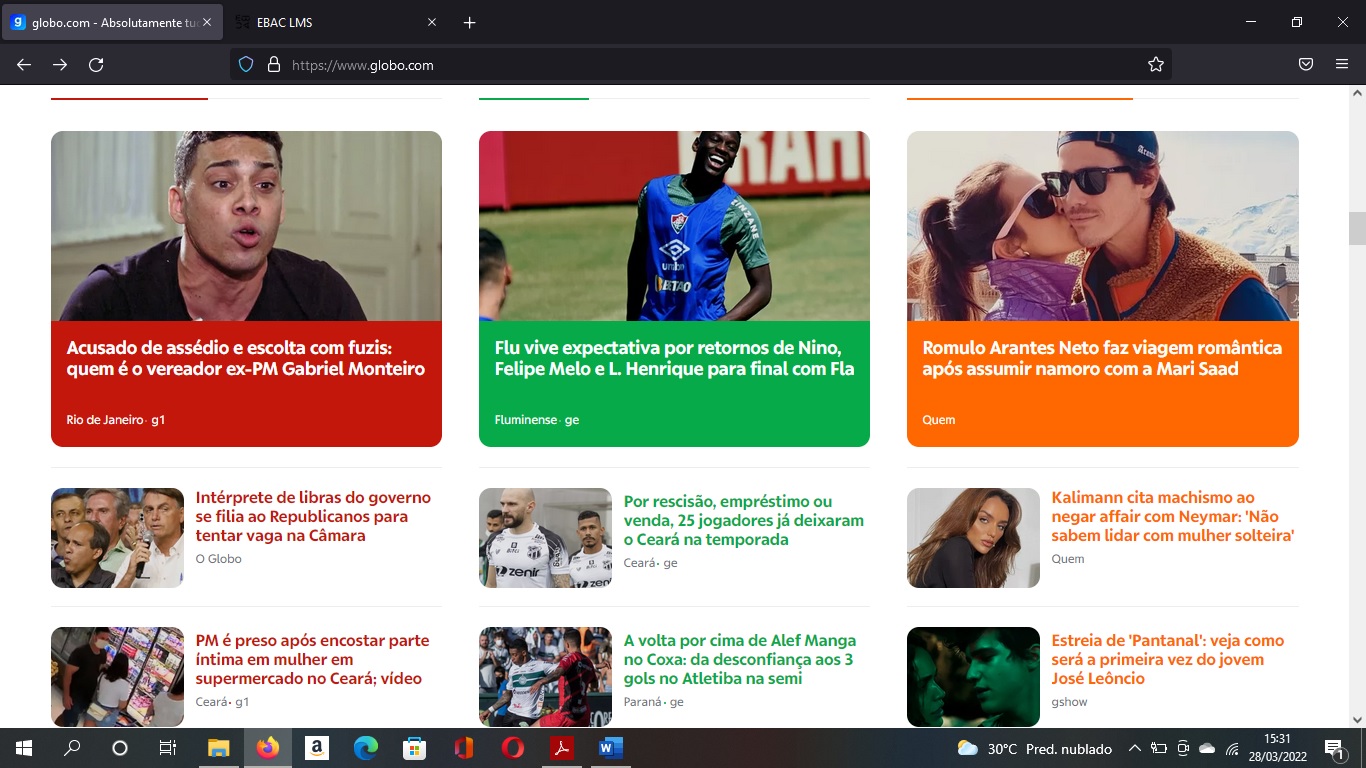 globo.com - Absolutamente tud
EBAC LMS
https://www.globo.com
Acusado de assédio e escolta com fuzis:
quem é o vereador ex-PM Gabriel Monteiro
Rio de Janeiro · g1
Intérprete de libras do governo
se filia ao Republicanos para
tentar vaga na Câmara
O Globo
PM é preso após encostar parte
íntima em mulher em
supermercado no Ceará; vídeo
Ceará · g1
ZINZANE
umbro
BETANO
Flu vive expectativa por retornos de Nino,
Felipe Melo e L. Henrique para final com Fla
Fluminense · ge
zenir
Por rescisão, empréstimo ou
venda, 25 jogadores já deixaram
o Ceará na temporada
Ceará · ge
A volta por cima de Alef Manga
no Coxa: da desconfiança aos 3
gols no Atletiba na semi
Paraná · ge
Romulo Arantes Neto faz viagem romântica
após assumir namoro com a Mari Saad
Quem
Kalimann cita machismo ao
negar affair com Neymar: 'Não
sabem lidar com mulher solteira'
Quem
Estreia de 'Pantanal': veja como
será a primeira vez do jovem
José Leôncio
gshow
30°C Pred. nublado
15:31
28/03/2022
1